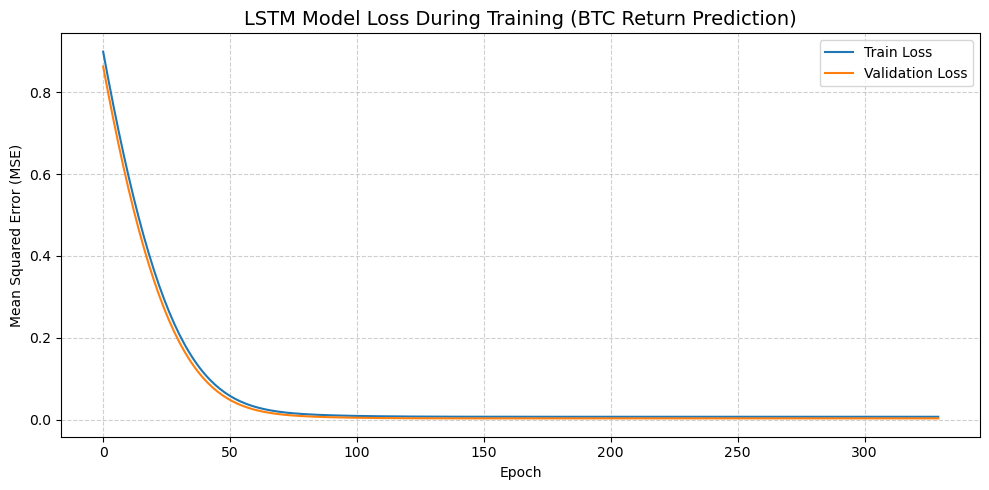 LSTM Model Loss During Training (BTC Return Prediction)
Train Loss
Validation Loss
Mean Squared Error (MSE)
0.8
0.6
0.4
0.2
0.0
0 50 100 150 200 250 300
Epoch